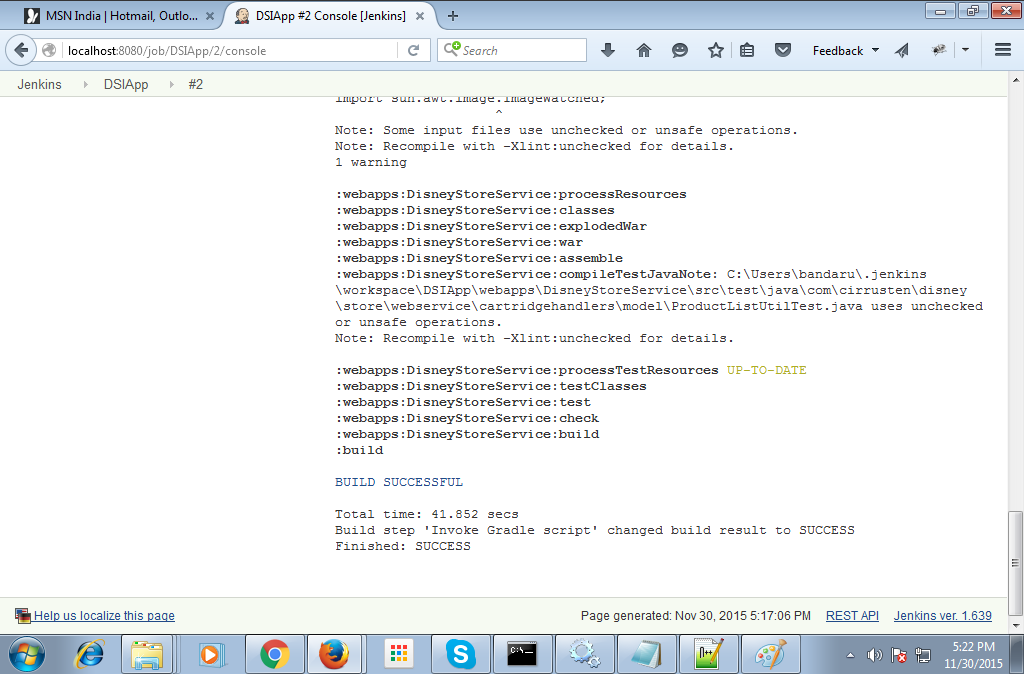 MSN India | Hotmail, Outlo...
DSIApp #2 Console [Jenkins]
localhost:8080/job/DSIApp/2/console
Search
Feedback
Jenkins
DSIApp
#2
import sun.awt.image.ImageWatched;
^
Note: Some input files use unchecked or unsafe operations.
Note: Recompile with -Xlint:unchecked for details.
1 warning
:webapps:DisneyStoreService:processResources
:webapps:DisneyStoreService:classes
:webapps:DisneyStoreService:explodedWar
:webapps:DisneyStoreService:war
:webapps:DisneyStoreService:assemble
:webapps:DisneyStoreService:compileTestJavaNote: C:\Users\bandaru\.jenkins
\workspace\DSIApp\webapps\DisneyStoreService\src\test\java\com\cirrusten\disney
\store\webservice\cartridgehandlers\model\ProductListUtilTest.java uses unchecked
or unsafe operations.
Note: Recompile with -Xlint:unchecked for details.
:webapps:DisneyStoreService:processTestResources UP-TO-DATE
:webapps:DisneyStoreService:testClasses
:webapps:DisneyStoreService:test
:webapps:DisneyStoreService:check
:webapps:DisneyStoreService:build
:build
BUILD SUCCESSFUL
Total time: 41.852 secs
Build step 'Invoke Gradle script' changed build result to SUCCESS
Finished: SUCCESS
Help us localize this page
Page generated: Nov 30, 2015 5:17:06 PM
REST API
Jenkins ver. 1.639
C:\
n++
5:22 PM
11/30/2015